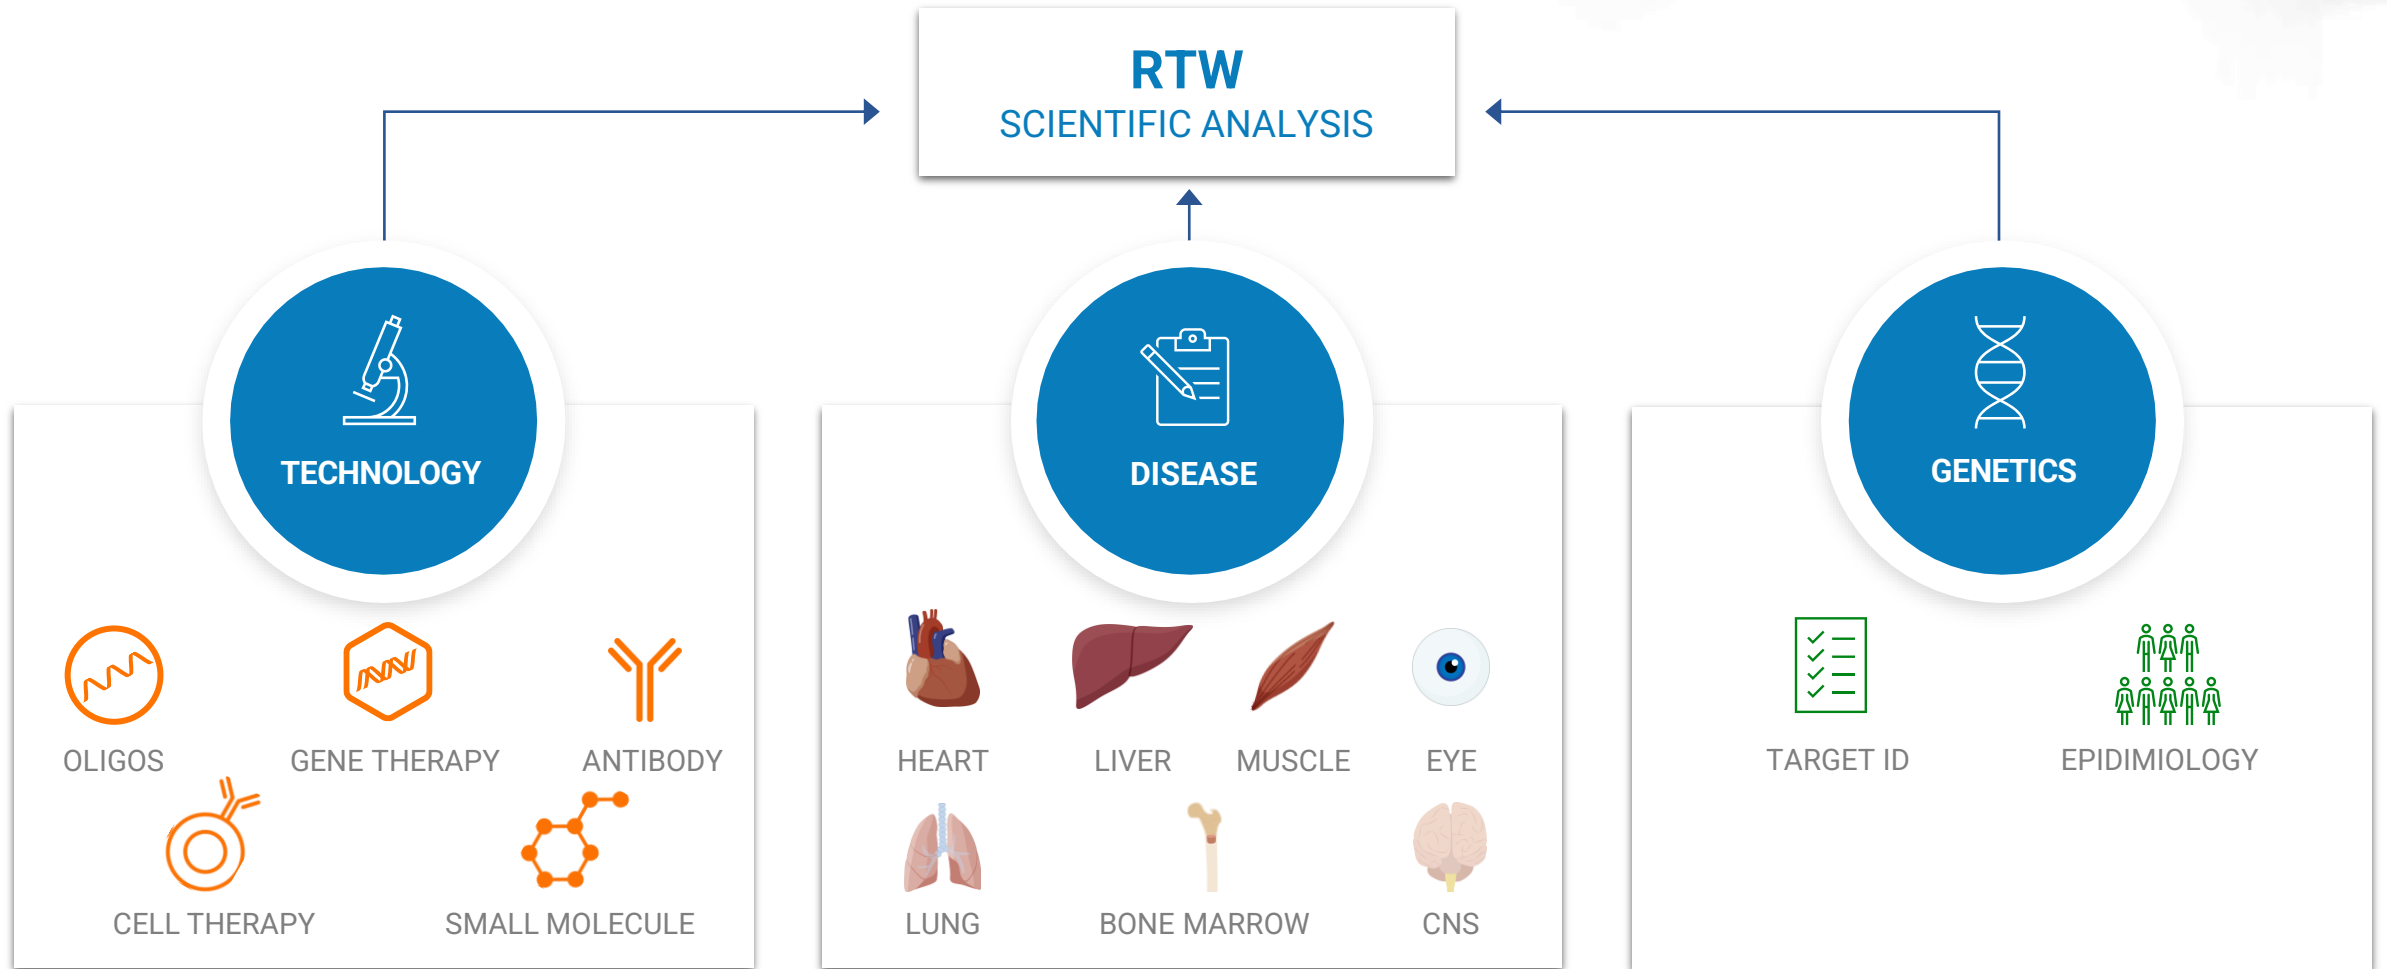 RTW
SCIENTIFIC ANALYSIS
TECHNOLOGY
OLIGOS
GENE THERAPY
ANTIBODY
CELL THERAPY
SMALL MOLECULE
DISEASE
HEART
LIVER
MUSCLE
EYE
LUNG
BONE MARROW
CNS
GENETICS
TARGET ID
EPIDIMIOLOGY